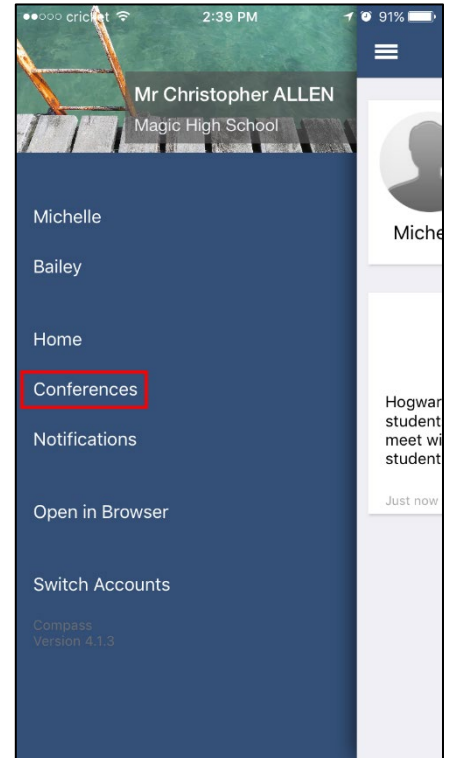 cricket 2:39 PM 91%
Mr Christopher ALLEN
Magic High School
Michelle
Bailey
Home
Conferences
Notifications
Open in Browser
Switch Accounts
Compass
Version 4.1.3
Miche
Hogwar
student
meet wi
student
Just now